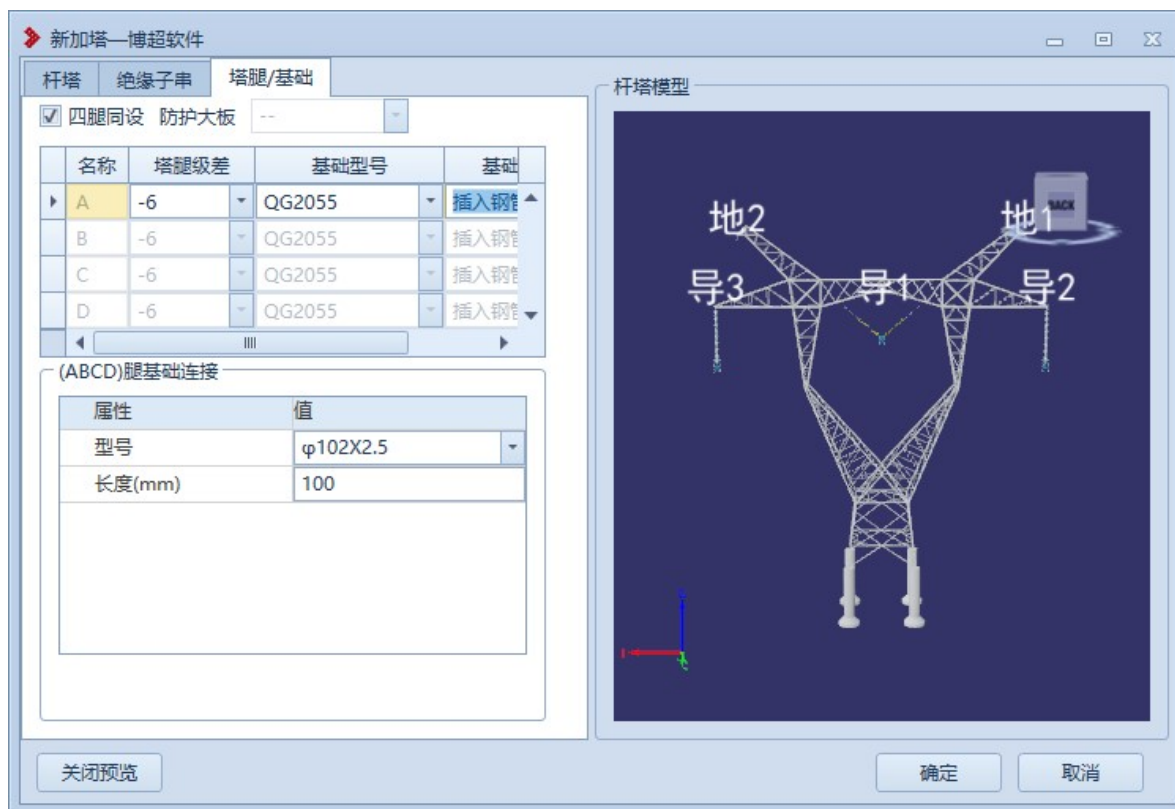 新加塔—博超软件
杆塔 绝缘子串 塔腿/基础
四腿同设 防护大板 --
名称 塔腿级差 基础型号 基础
A -6 QG2055 插入钢管
B -6 QG2055 插入钢管
C -6 QG2055 插入钢管
D -6 QG2055 插入钢管
(ABCD)腿基础连接
属性 值
型号 φ102X2.5
长度(mm) 100
杆塔模型
BACK
地2 地1
导3 导1 导2
关闭预览 确定 取消